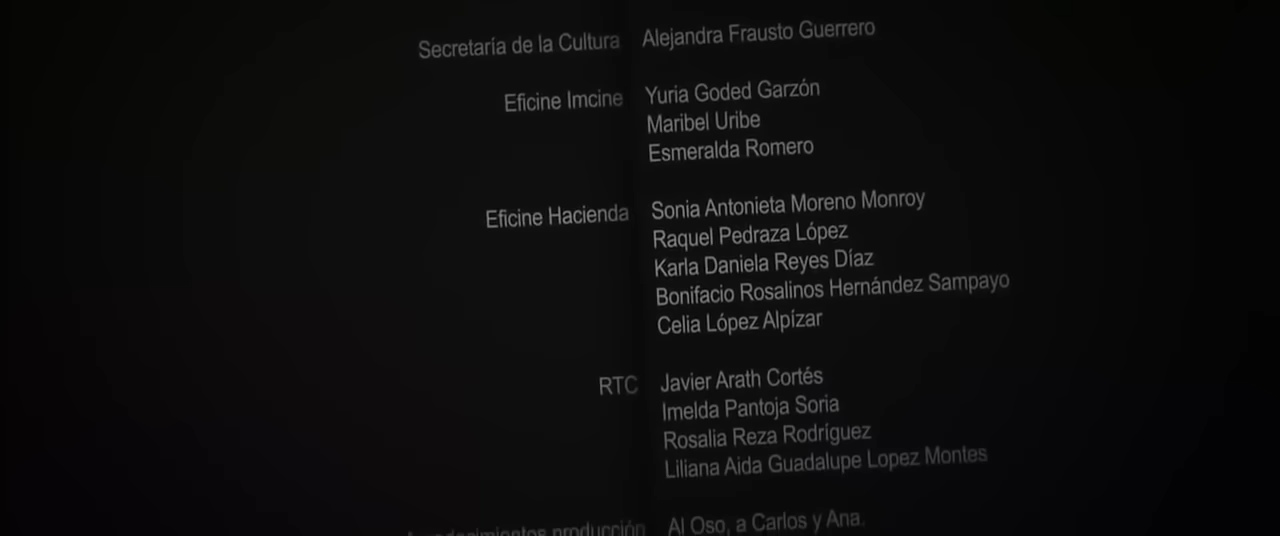 Secretaría de la Cultura Alejandra Frausto Guerrero
Eficine Imcine Yuria Goded Garzón
Maribel Uribe
Esmeralda Romero
Eficine Hacienda Sonia Antonieta Moreno Monroy
Raquel Pedraza López
Karla Daniela Reyes Díaz
Bonifacio Rosalinos Hernández Sampayo
Celia López Alpízar
RTC Javier Arath Cortés
Imelda Pantoja Soria
Rosalia Reza Rodríguez
Liliana Aida Guadalupe Lopez Montes
producción Al Oso, a Carlos y Ana.